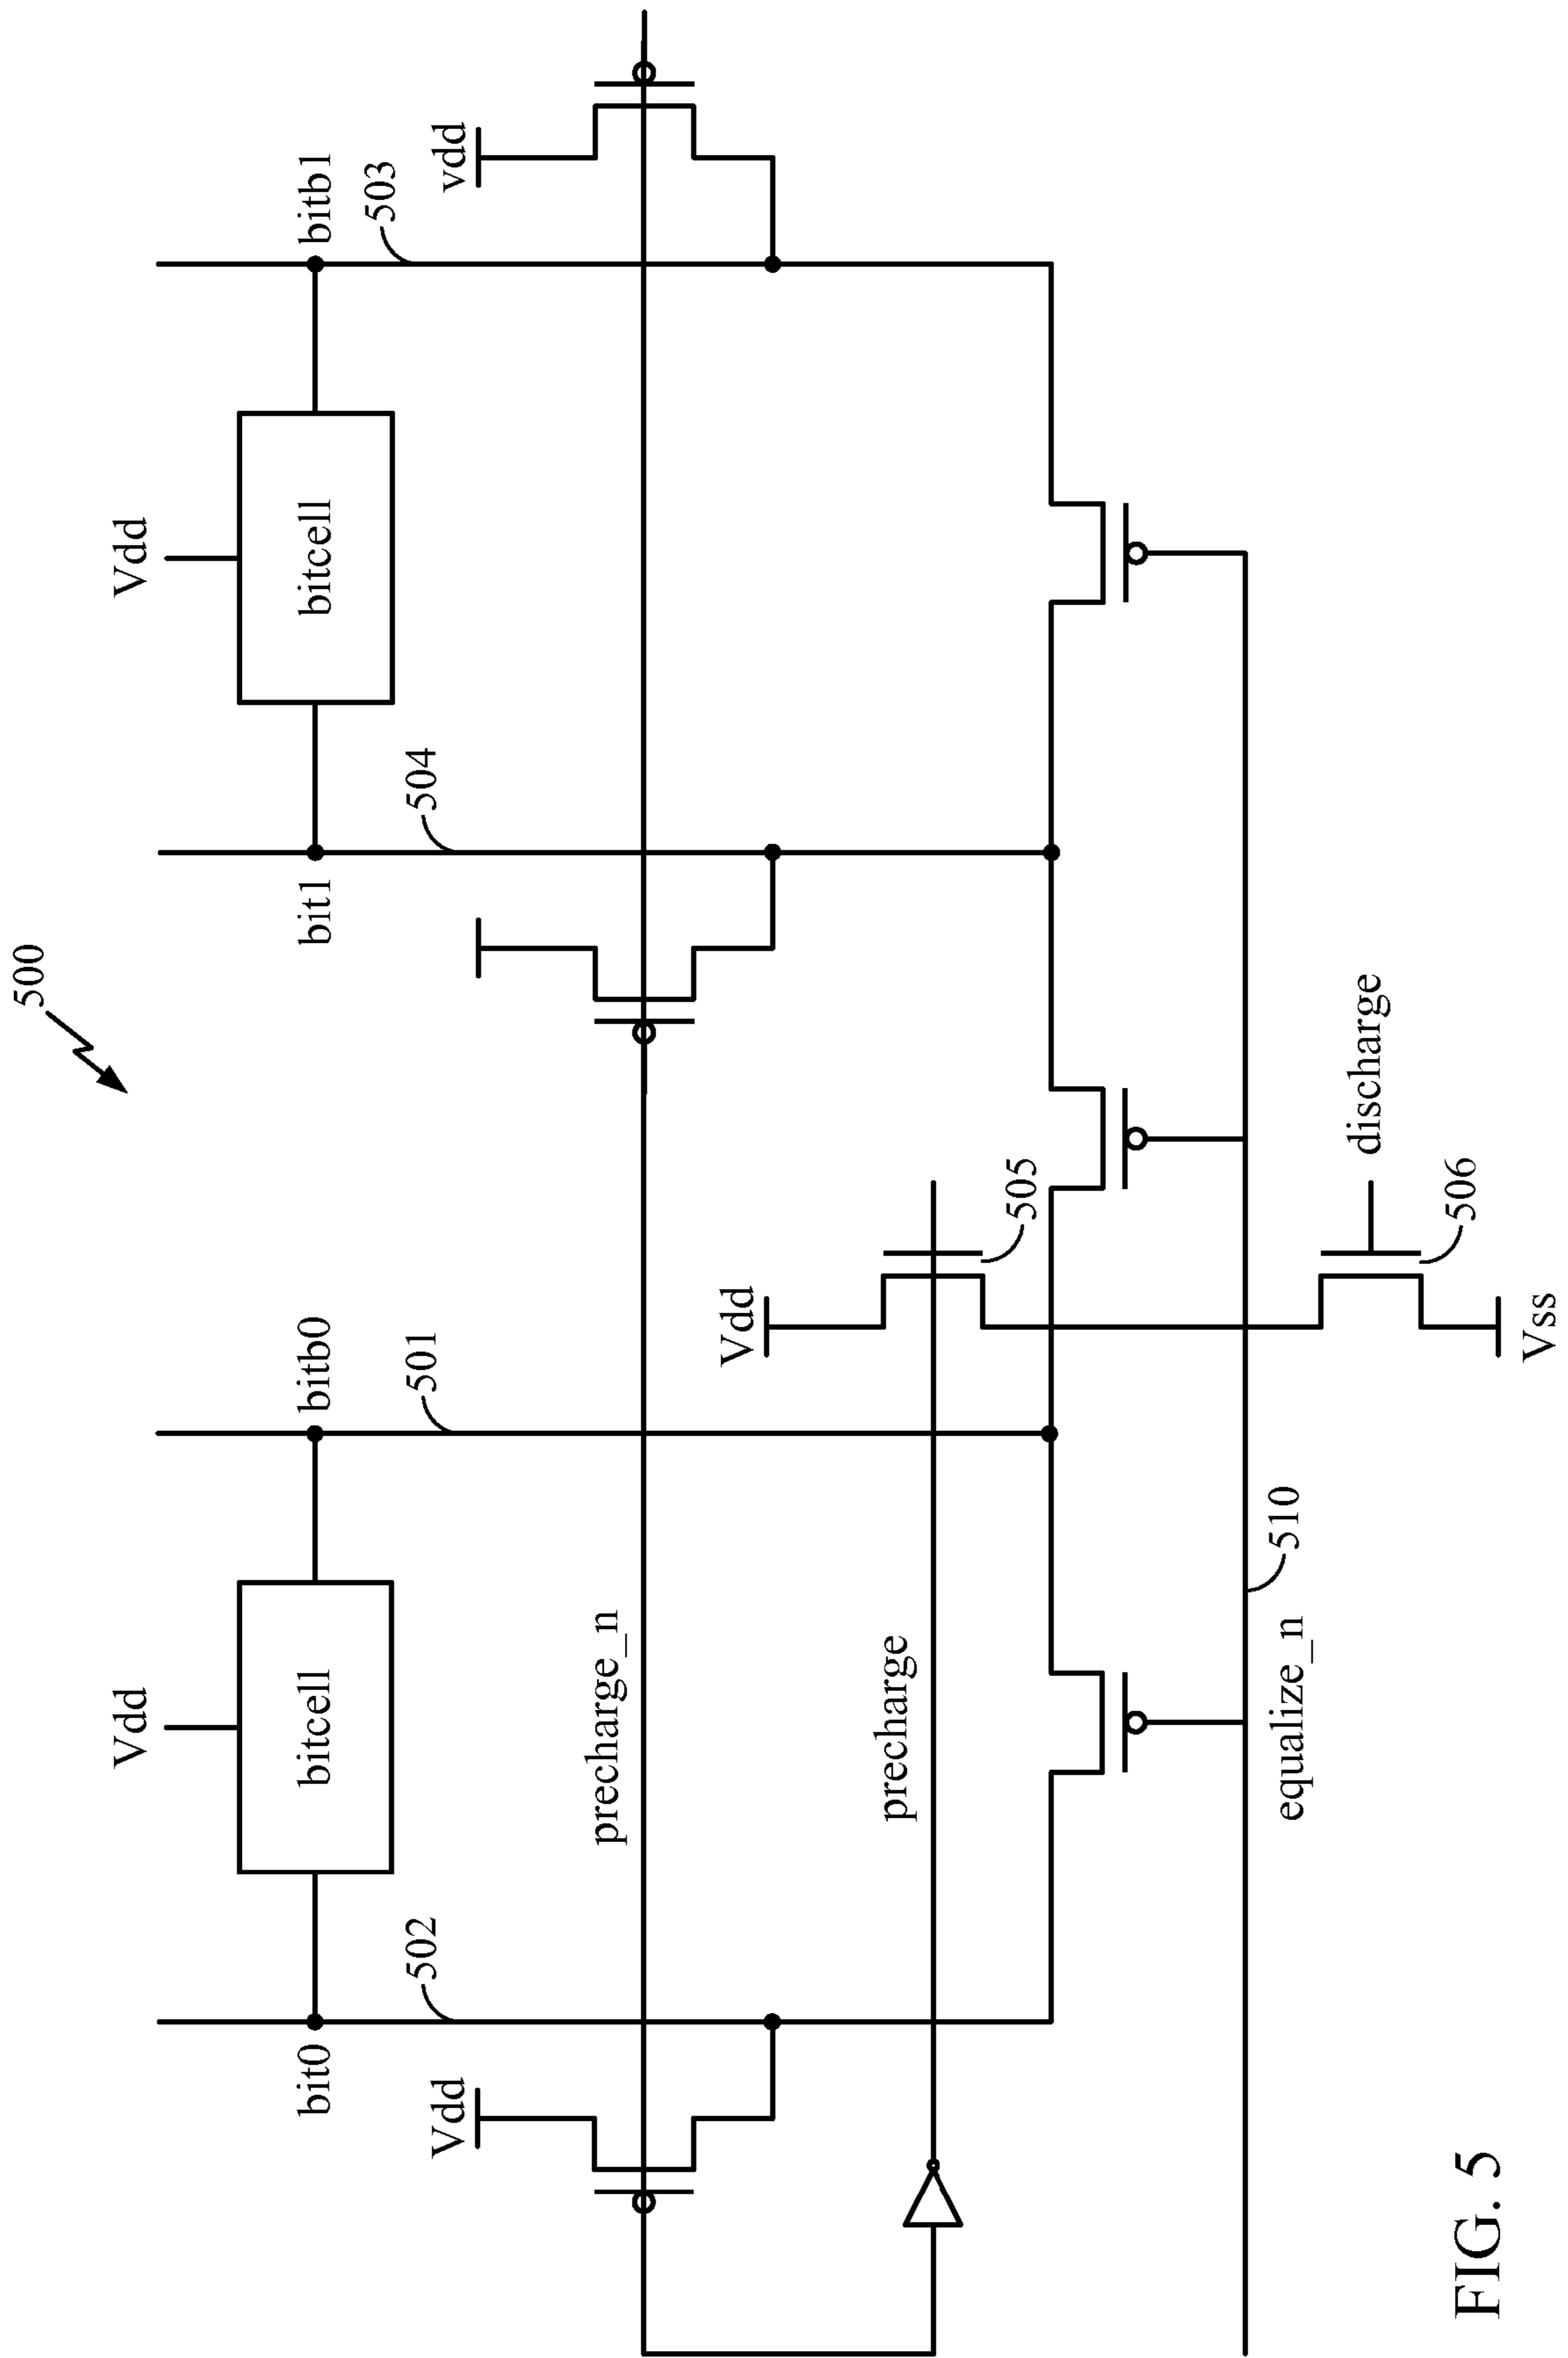 500
Vdd
Vdd
bitcell
bitcell
bit0
bitb0
bit1
bitb1
502
501
504
503
Vdd
vdd
precharge_n
Vdd
precharge
505
equalize_n
510
discharge
506
Vss
FIG. 5